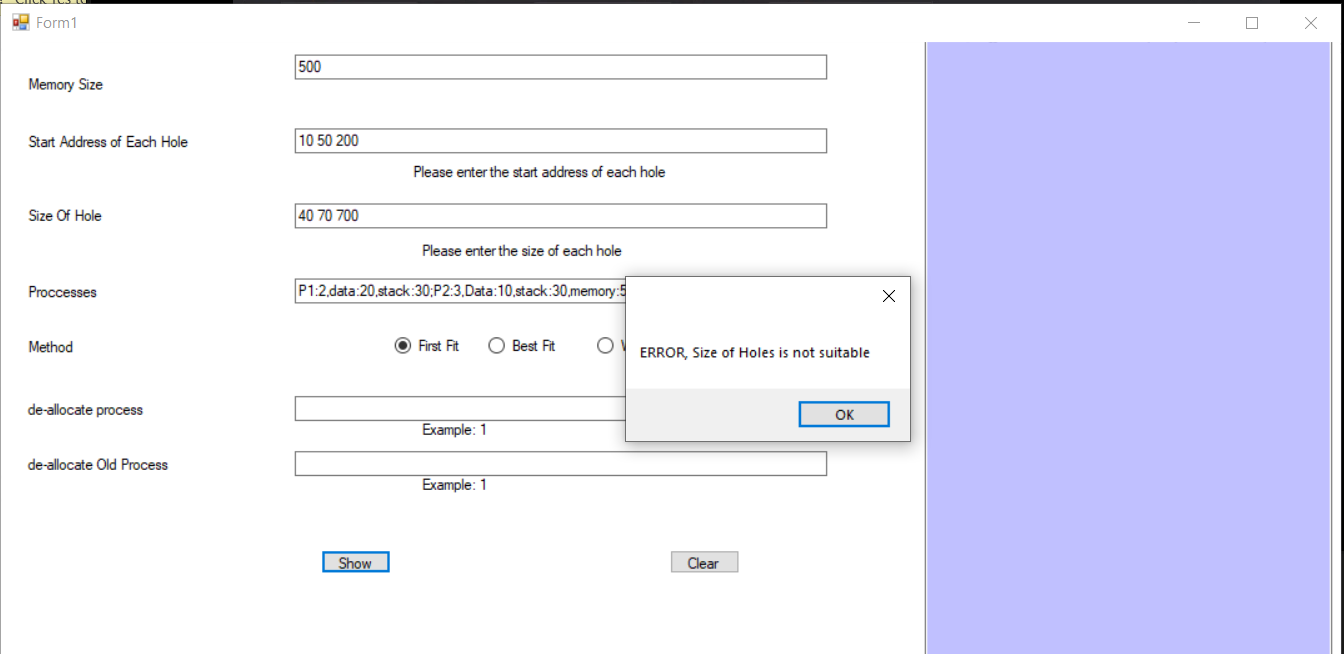 Click Yes to
Form1
Memory Size
500
Start Address of Each Hole
10 50 200
Please enter the start address of each hole
Size Of Hole
40 70 700
Please enter the size of each hole
Proccesses
P1:2,data:20,stack:30;P2:3,Data:10,stack:30,memory:5
Method
First Fit
Best Fit
ERROR, Size of Holes is not suitable
OK
de-allocate process
Example: 1
de-allocate Old Process
Example: 1
Show
Clear